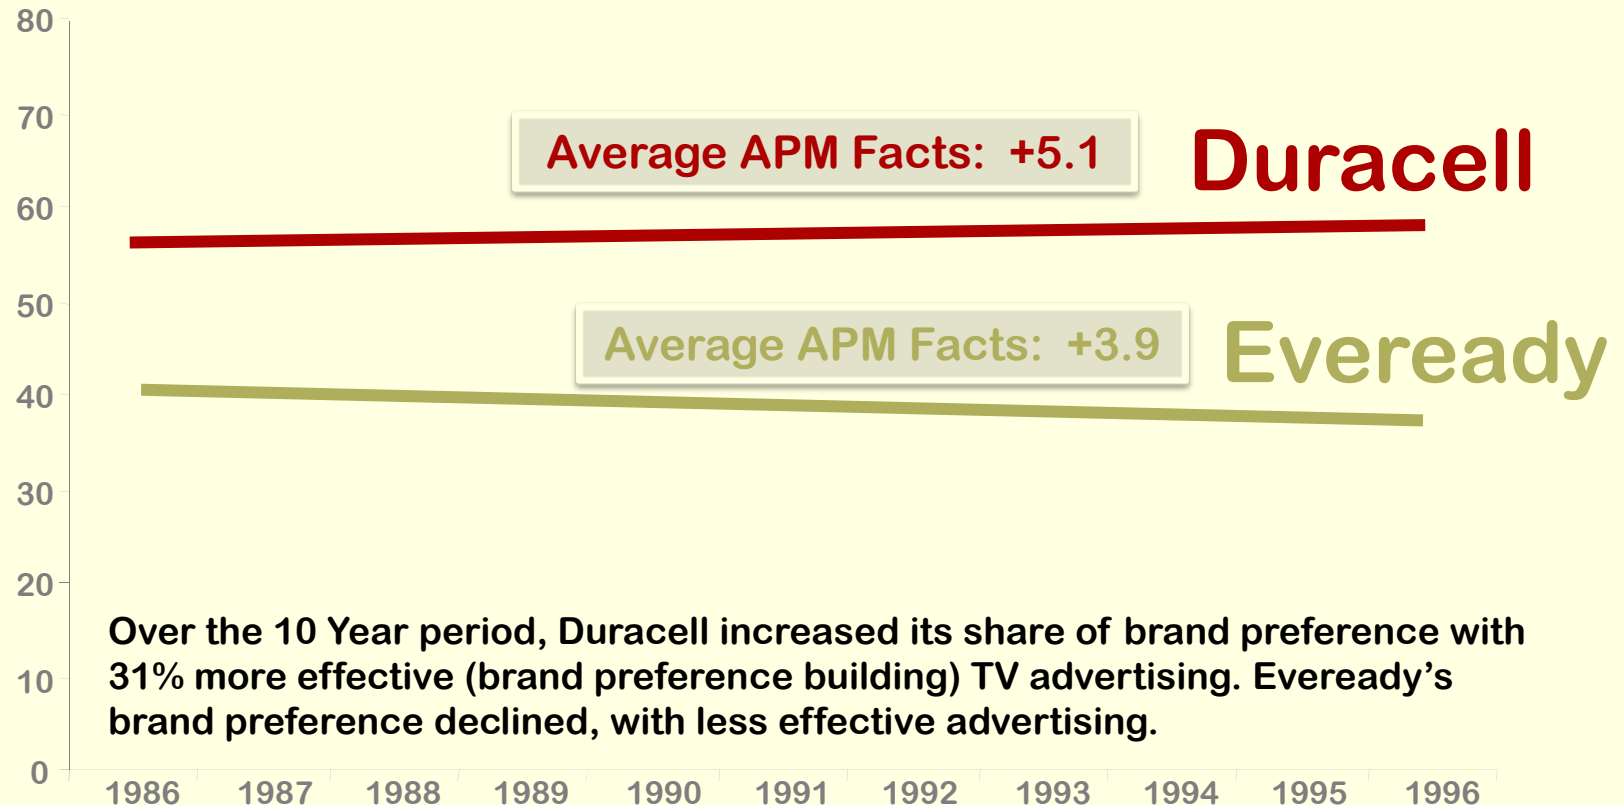 80
70
Average APM Facts:  +5.1
Duracell
60
50
Average APM Facts:  +3.9
Eveready
40
30
20
Over the 10 Year period, Duracell increased its share of brand preference with
31% more effective (brand preference building) TV advertising. Eveready’s
brand preference declined, with less effective advertising.
10
0
1986 1987 1988 1989 1990 1991 1992 1993 1994 1995 1996